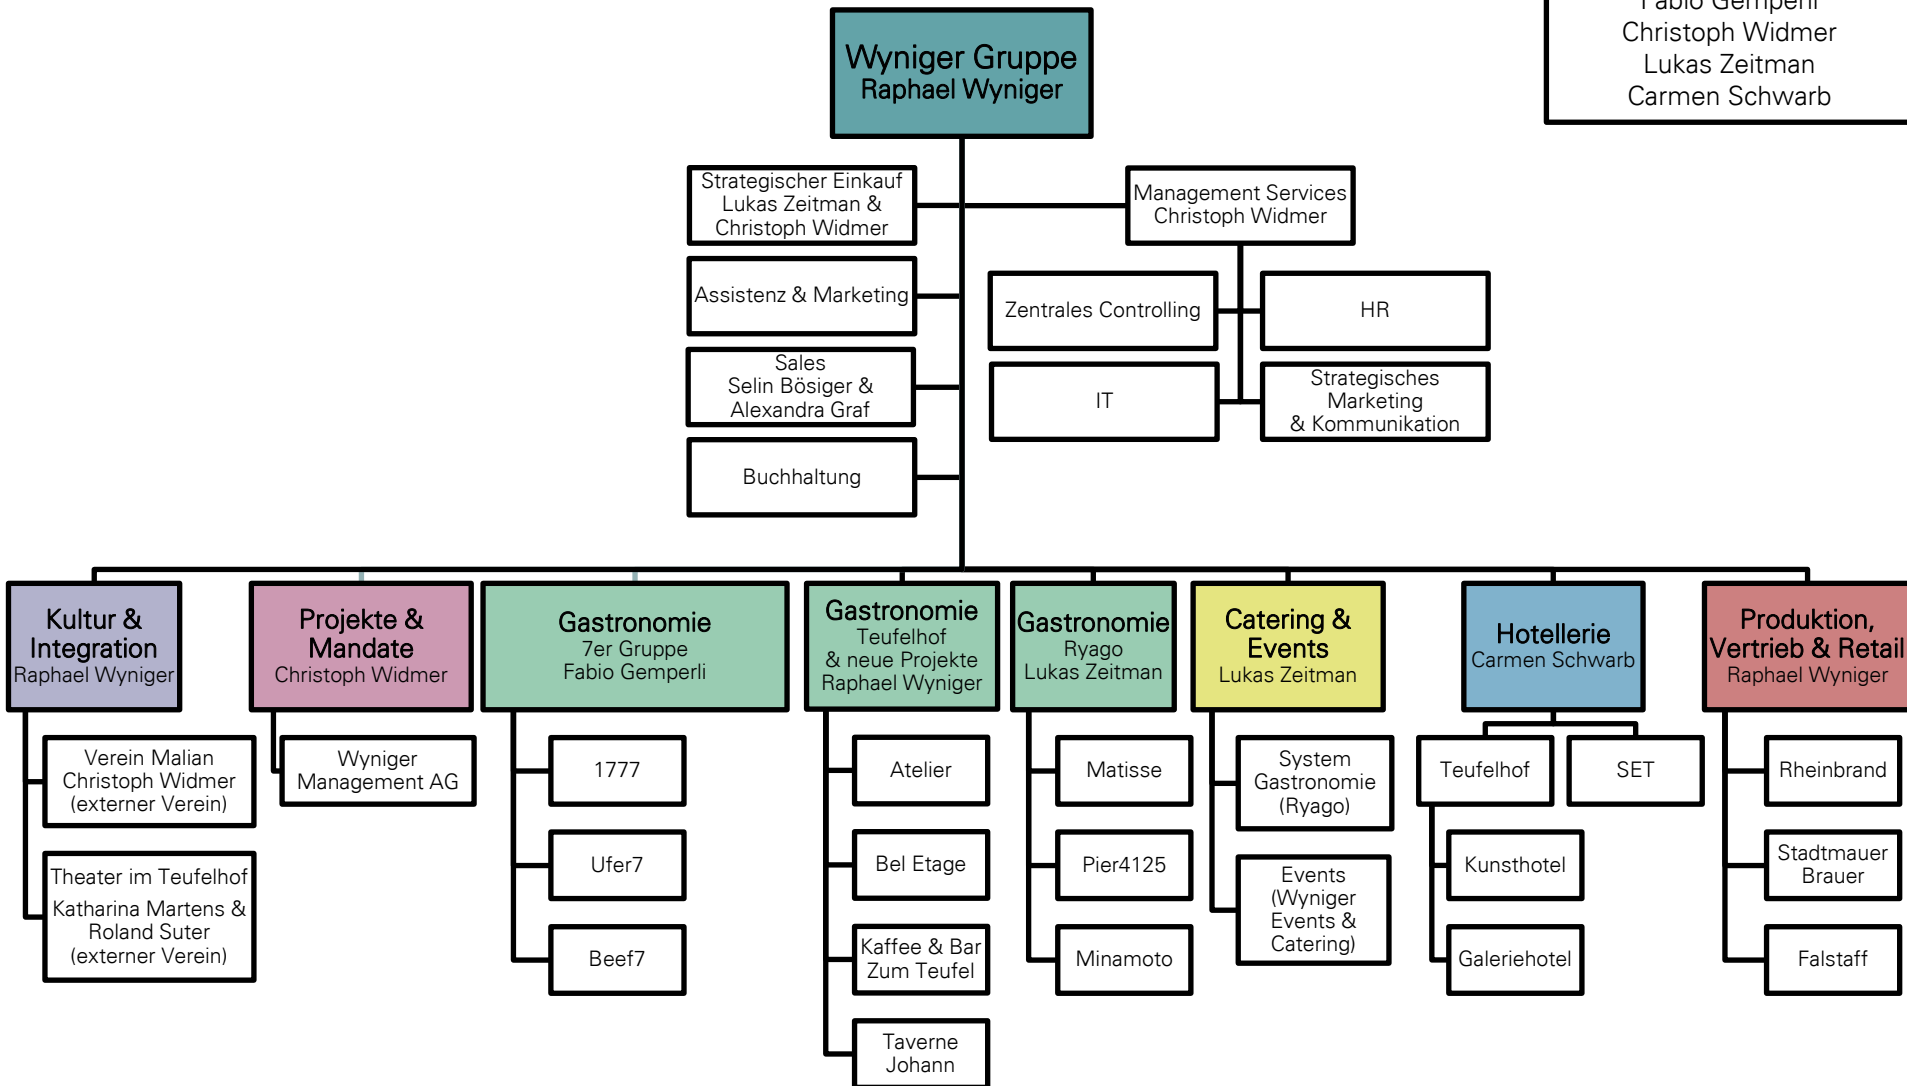 Fabio Gemperli
Christoph Widmer
Lukas Zeitman
Carmen Schwarb
Wyniger Gruppe
Raphael Wyniger
Strategischer Einkauf
Lukas Zeitman &
Christoph Widmer
Management Services
Christoph Widmer
Assistenz & Marketing
Zentrales Controlling
HR
Sales
Selin Bösiger &
Alexandra Graf
IT
Strategisches
Marketing
& Kommunikation
Buchhaltung
Kultur &
Integration
Raphael Wyniger
Projekte &
Mandate
Christoph Widmer
Gastronomie
7er Gruppe
Fabio Gemperli
Gastronomie
Teufelhof
& neue Projekte
Raphael Wyniger
Gastronomie
Ryago
Lukas Zeitman
Catering &
Events
Lukas Zeitman
Hotellerie
Carmen Schwarb
Produktion,
Vertrieb & Retail
Raphael Wyniger
Verein Malian
Christoph Widmer
(externer Verein)
Theater im Teufelhof
Katharina Martens &
Roland Suter
(externer Verein)
Wyniger
Management AG
1777
Ufer7
Beef7
Atelier
Bel Etage
Kaffee & Bar
Zum Teufel
Taverne
Johann
Matisse
Pier4125
Minamoto
System
Gastronomie
(Ryago)
Events
(Wyniger
Events &
Catering)
Teufelhof
SET
Kunsthotel
Galeriehotel
Rheinbrand
Stadtmauer
Brauer
Falstaff